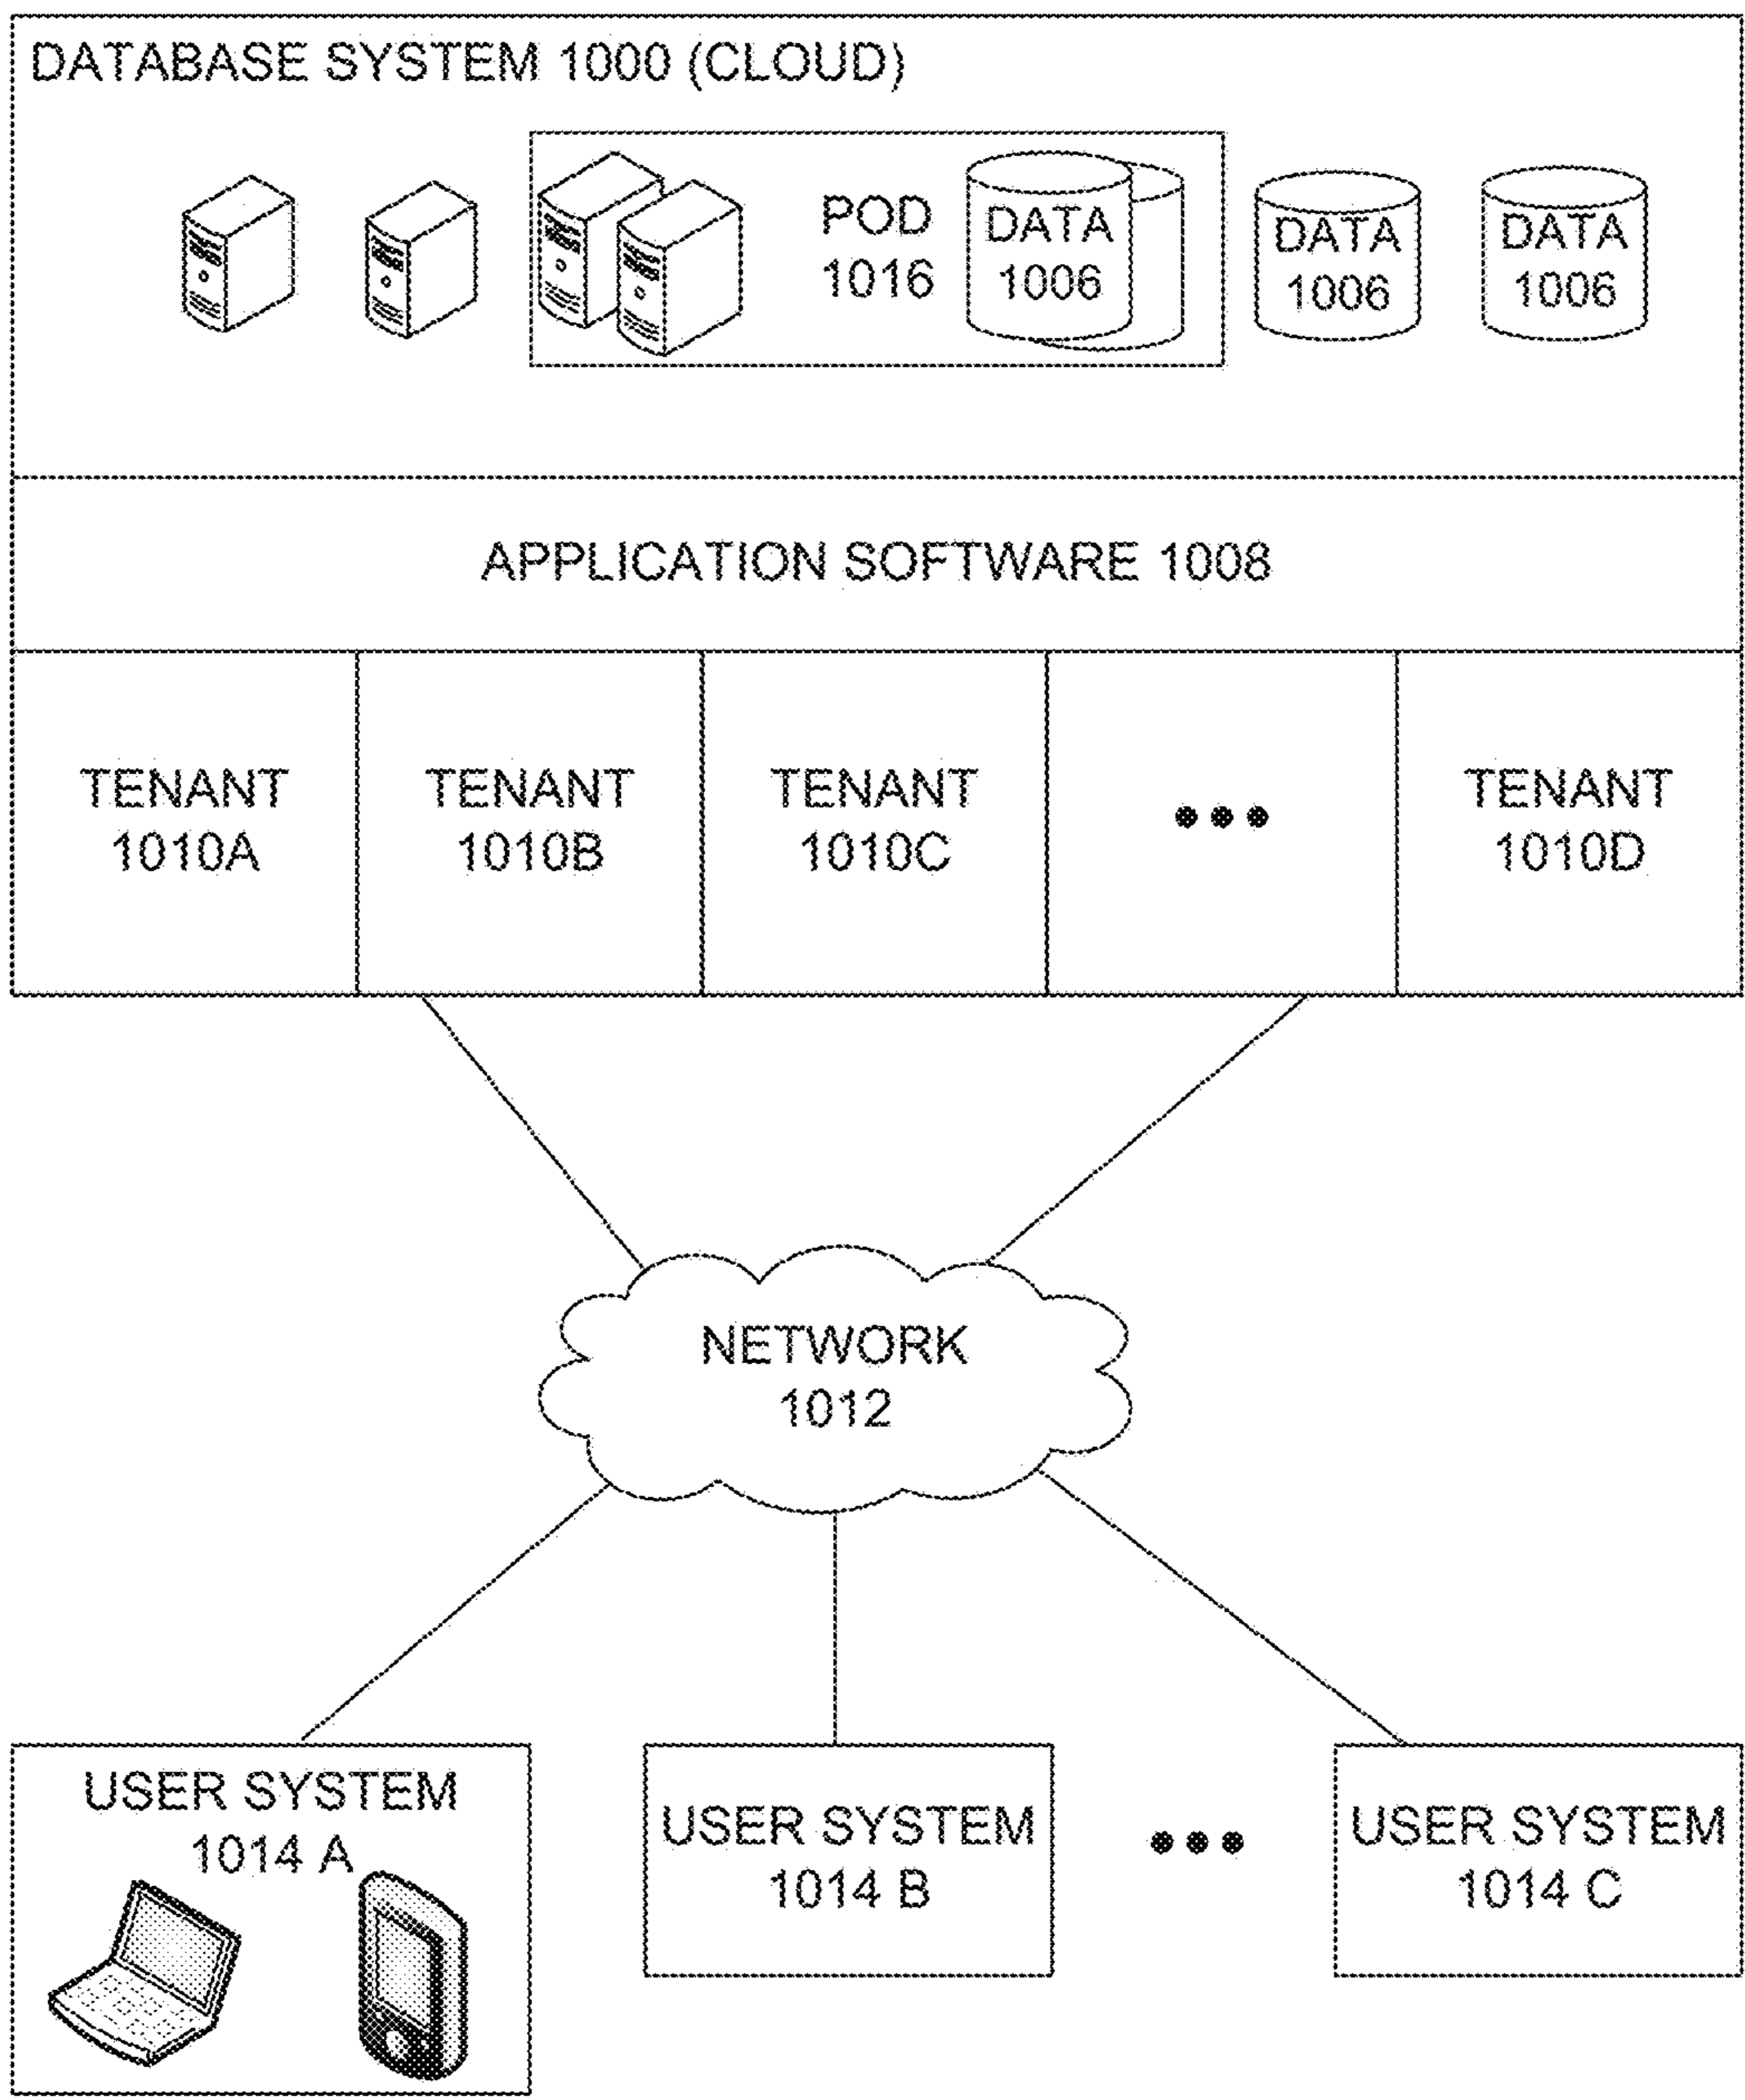 DATABASE SYSTEM 1000 (CLOUD)
POD
1016
DATA
1006
DATA
1006
DATA
1006
APPLICATION SOFTWARE 1008
TENANT
1010A
TENANT
1010B
TENANT
1010C
•••
TENANT
1010D
NETWORK
1012
USER SYSTEM
1014 A
USER SYSTEM
1014 B
•••
USER SYSTEM
1014 C